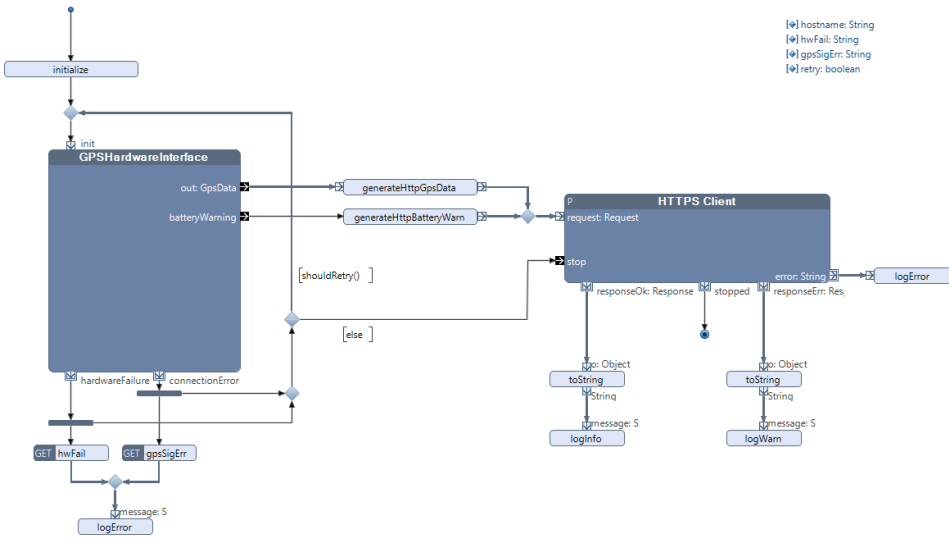 hostname: String
hwFail: String
gpsSigErr: String
retry: boolean
initialize
init
GPSHardwareInterface
out: GpsData
batteryWarning
generateHttpGpsData
generateHttpBatteryWarn
P
HTTPS Client
request: Request
stop
error: String
logError
[shouldRetry()]
[else]
responseOk: Response
stopped
responseErr: Res
hardwareFailure
connectionError
o: Object
toString
String
message: S
logInfo
o: Object
toString
String
message: S
logWarn
GET hwFail
GET gpsSigErr
message: S
logError